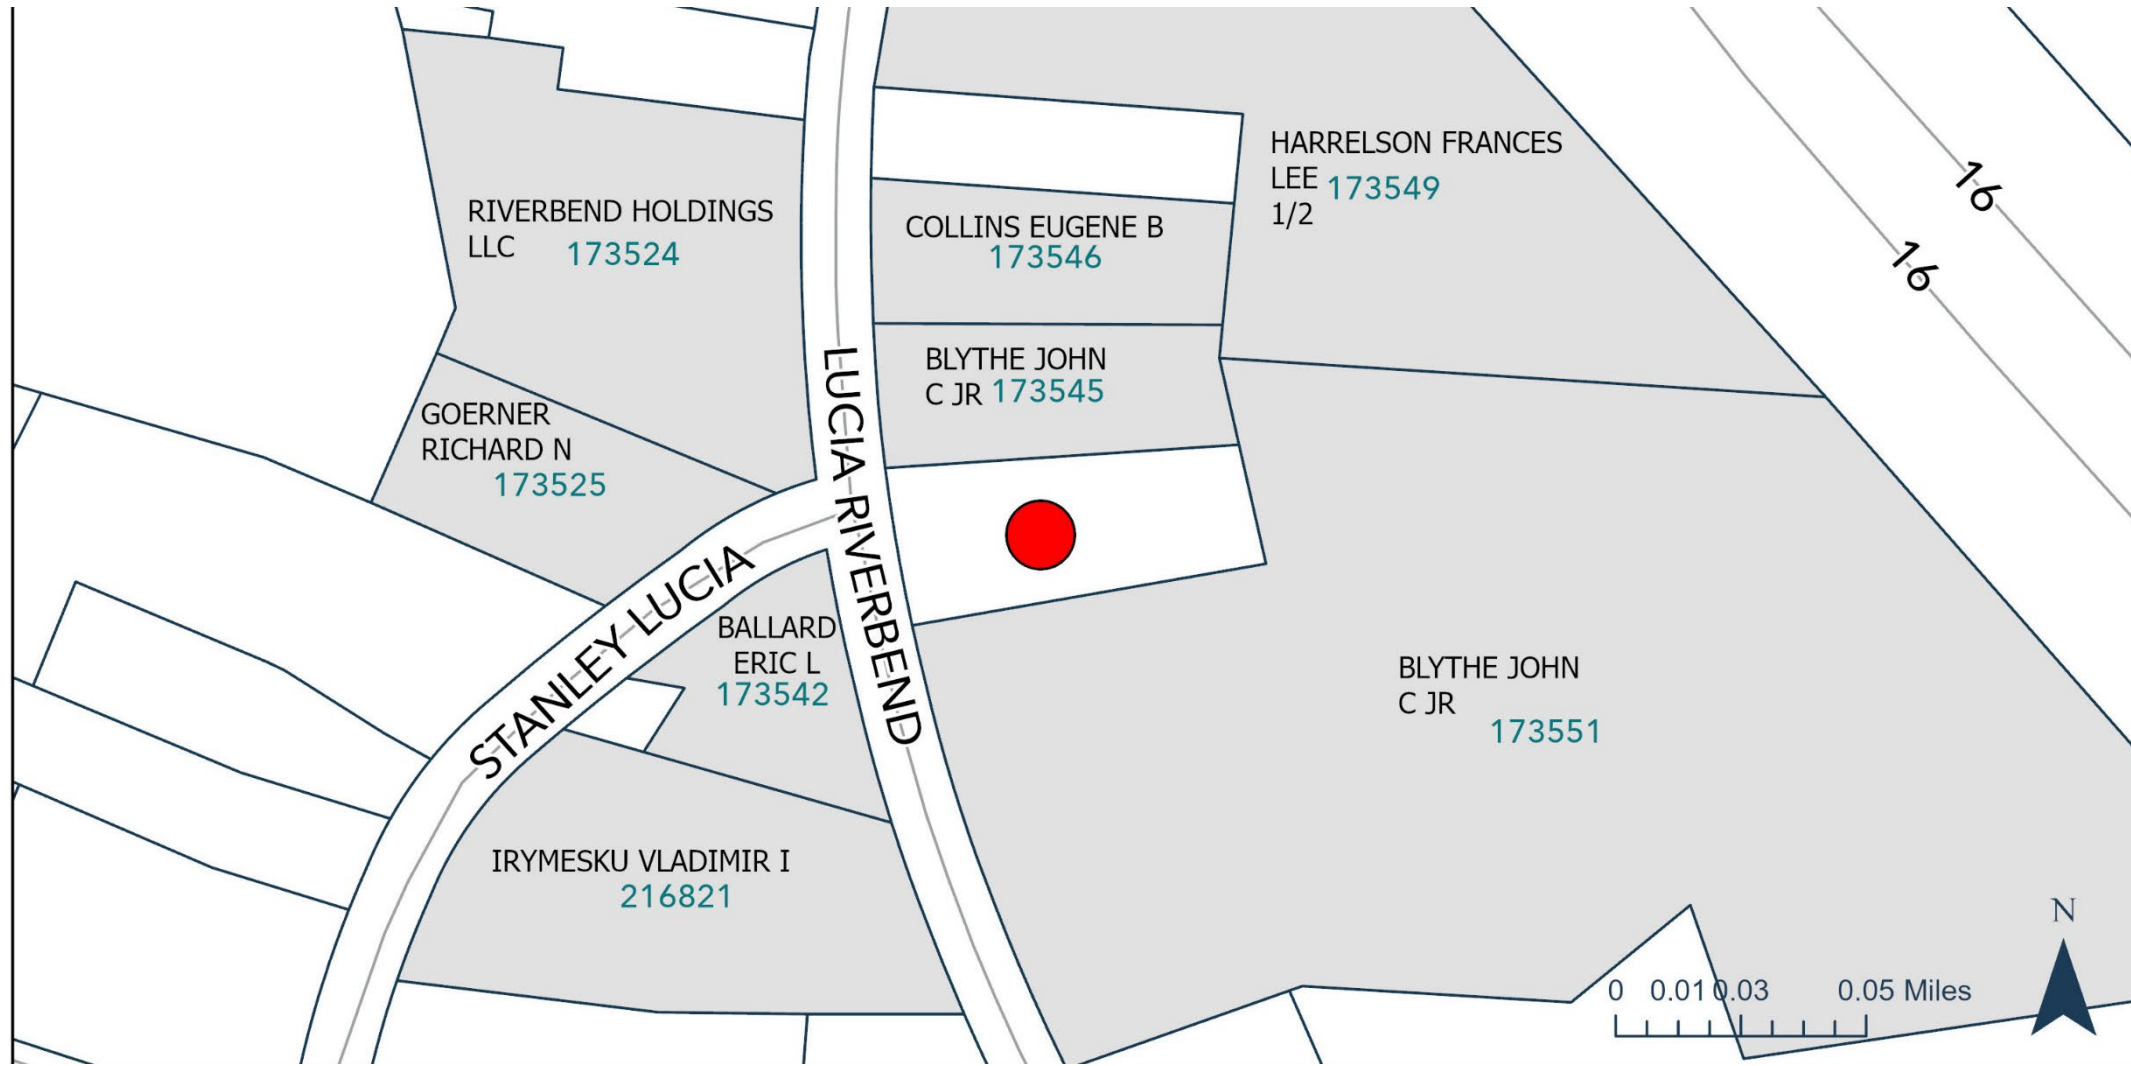 HARRELSON FRANCES
LEE 173549
1/2
16
16
RIVERBEND HOLDINGS
LLC 173524
COLLINS EUGENE B
173546
BLYTHE JOHN
C JR 173545
GOERNER
RICHARD N
173525
LUCIA RIVERBEND
STANLEY LUCIA
BALLARD
ERIC L
173542
BLYTHE JOHN
C JR
173551
IRYMESKU VLADIMIR I
216821
N
0 0.01 0.03 0.05 Miles